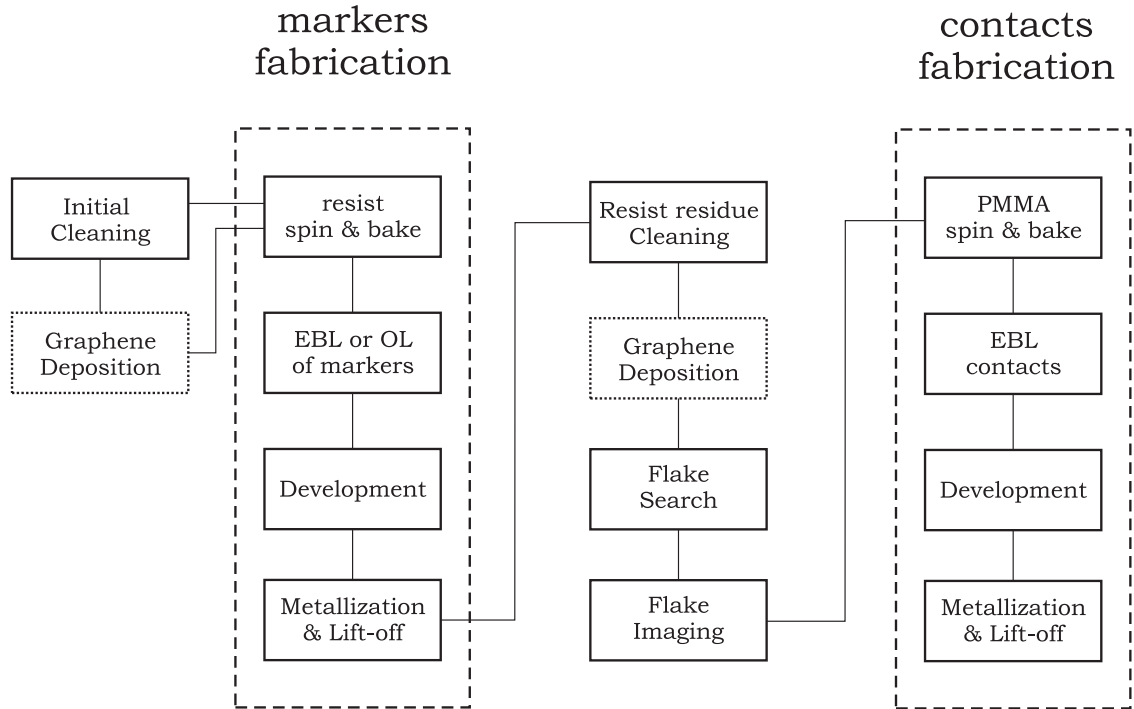 markers
fabrication
Initial
Cleaning
Graphene
Deposition
resist
spin & bake
EBL or OL
of markers
Development
Metallization
& Lift-off
Resist residue
Cleaning
Graphene
Deposition
Flake
Search
Flake
Imaging
contacts
fabrication
PMMA
spin & bake
EBL
contacts
Development
Metallization
& Lift-off